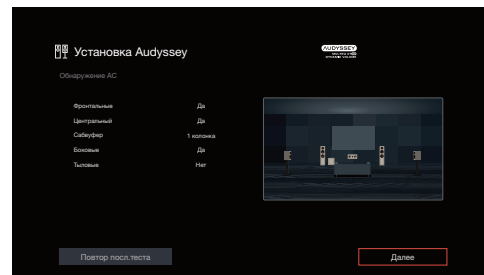 Установка Audyssey
AUDYSSEY
Обнаружение АС
Фронтальные Да
Центральный Да
Сабвуфер 1 колонка
Боковые Да
Тыловые Нет
Повтор посл.теста
Далее